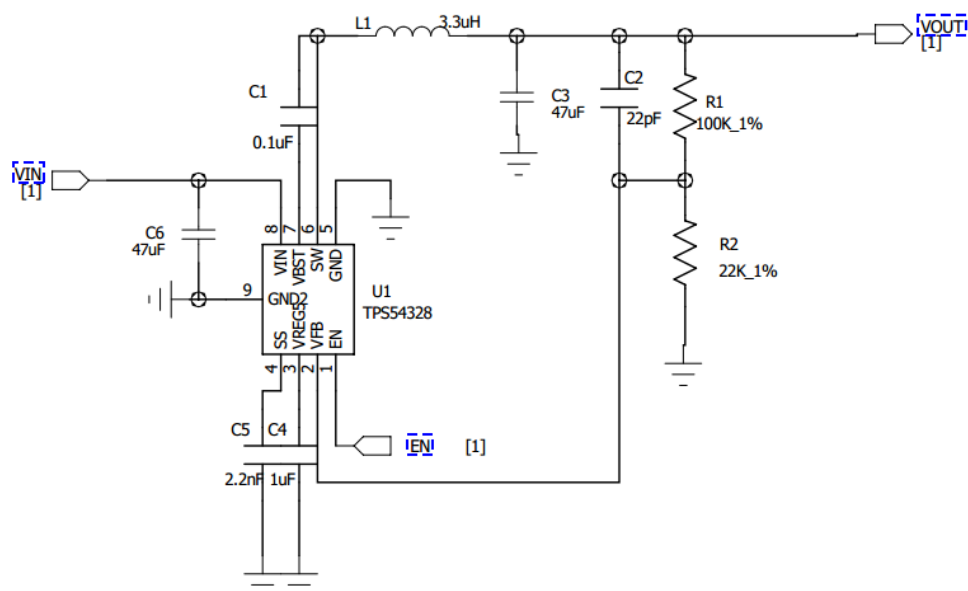 L1
3.3uH
VOUT
[1]
C1
0.1uF
C3
47uF
C2
22pF
R1
100K_1%
VIN
[1]
C6
47uF
8
7
6
5
VIN
VBST
SW
GND
R2
22K_1%
9
GND2
U1
TPS54328
SS
VREG5
VFB
EN
4
3
2
1
C5
C4
EN
[1]
2.2nF
1uF